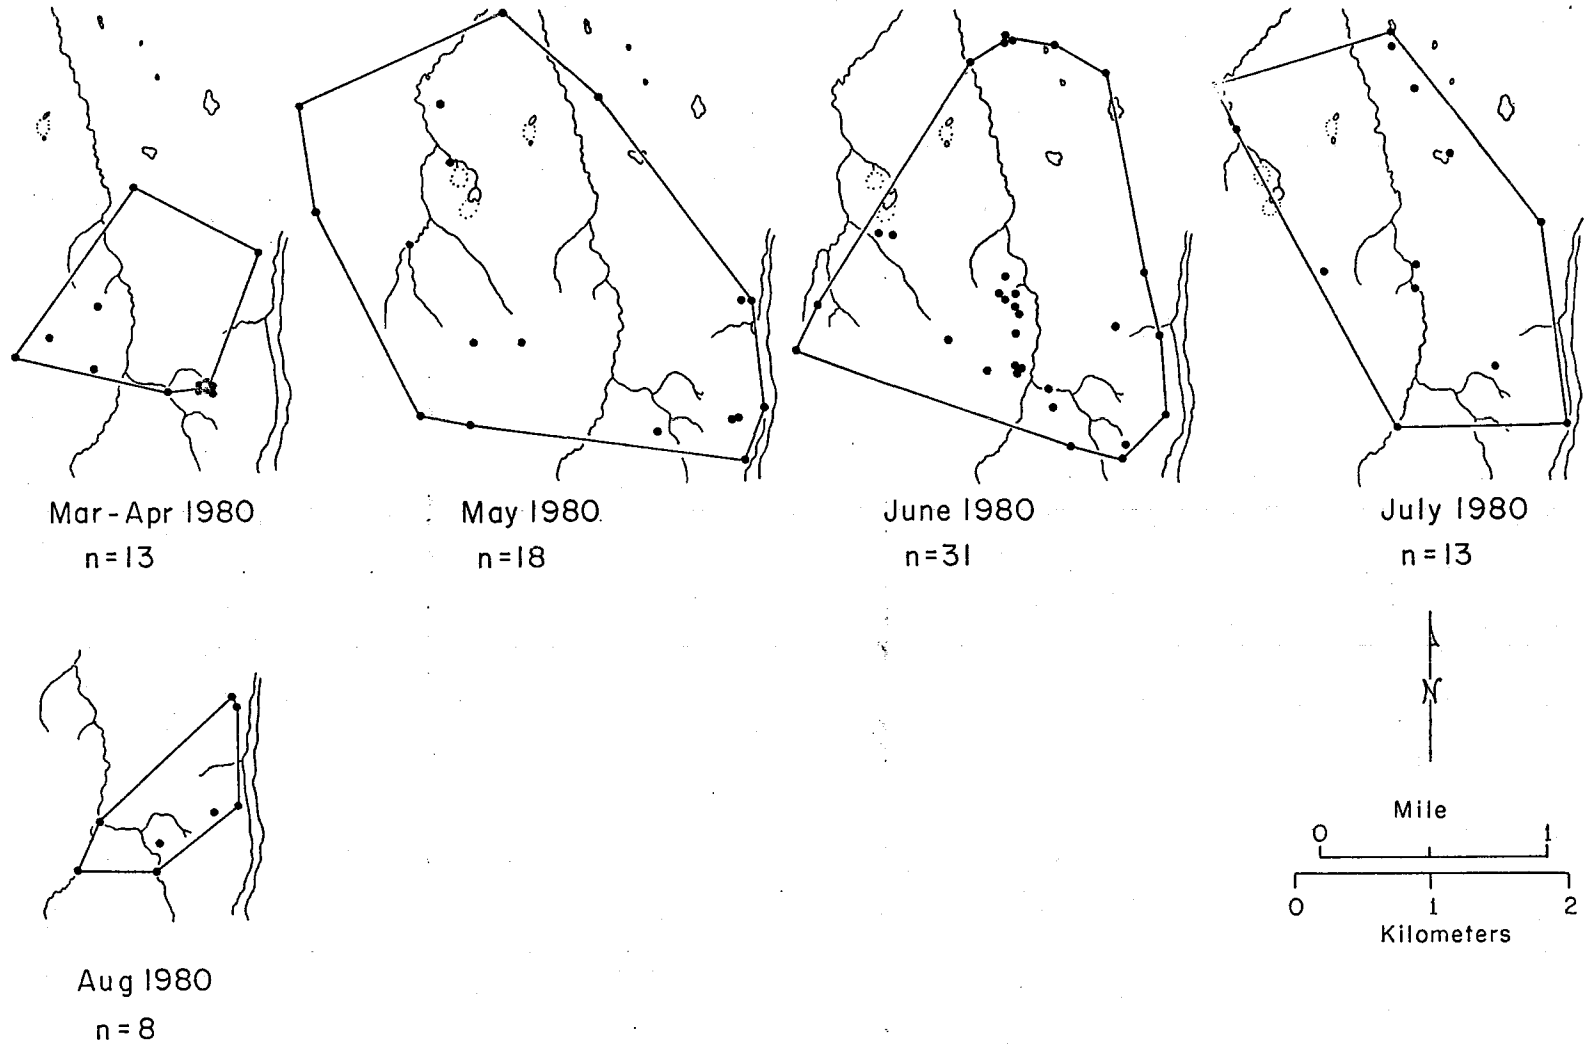 Mar-Apr 1980
n=13
May 1980
n=18
June 1980
n=31
July 1980
n=13
Aug 1980
n=8
N
Mile
0 1
0 1 2
Kilometers